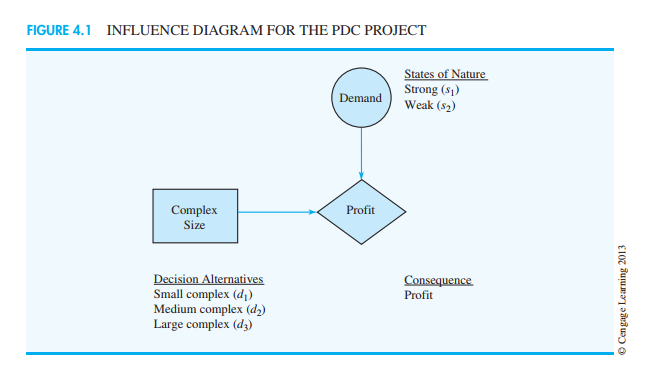 FIGURE 4.1 INFLUENCE DIAGRAM FOR THE PDC PROJECT
States of Nature
Strong (s₁)
Weak (s₂)
Demand
Complex
Size
Profit
Decision Alternatives
Small complex (d₁)
Medium complex (d₂)
Large complex (d₃)
Consequence
Profit
© Cengage Learning 2013